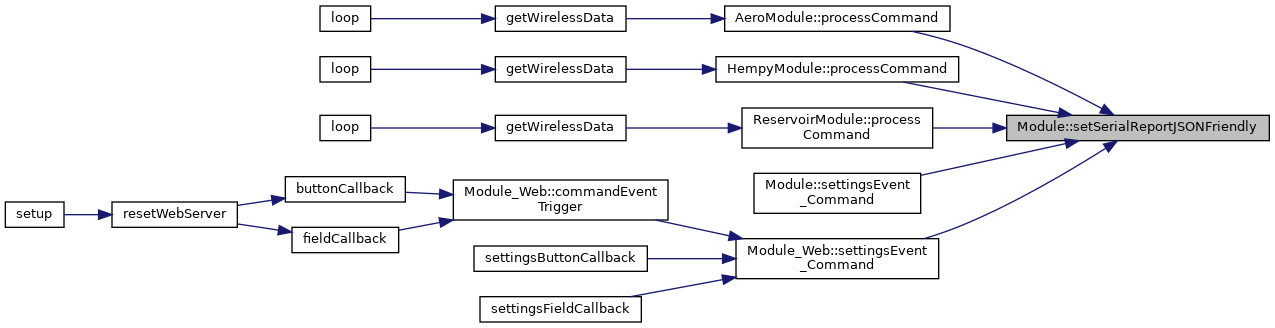 loop
getWirelessData
AeroModule::processCommand
loop
getWirelessData
HempyModule::processCommand
loop
getWirelessData
ReservoirModule::process
Command
Module::setSerialReportJSONFriendly
Module::settingsEvent
_Command
setup
resetWebServer
buttonCallback
fieldCallback
Module_Web::commandEvent
Trigger
settingsButtonCallback
settingsFieldCallback
Module_Web::settingsEvent
_Command